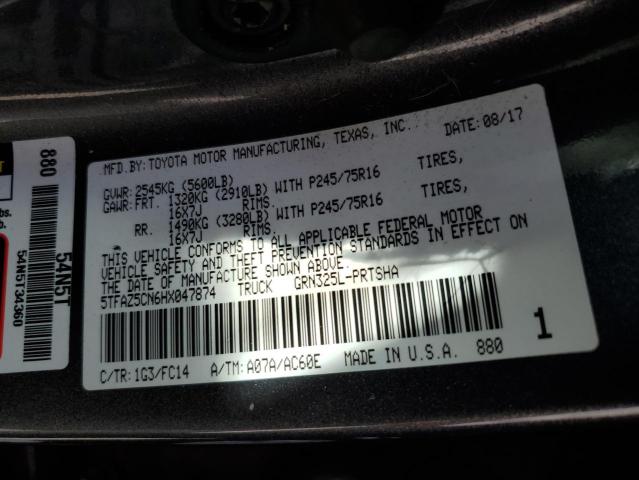 MFD.BY:TOYOTA MOTOR MANUFACTURING, TEXAS, INC. DATE:08/17
GVWR:2545KG (5600LB)
GAWR:FRT. 1320KG (2910LB) WITH P245/75R16 TIRES,
16X7J RIMS.
RR. 1490KG (3280LB) WITH P245/75R16 TIRES,
16X7J RIMS.
THIS VEHICLE CONFORMS TO ALL APPLICABLE FEDERAL MOTOR
VEHICLE SAFETY AND THEFT PREVENTION STANDARDS IN EFFECT ON
THE DATE OF MANUFACTURE SHOWN ABOVE.
5TFAZ5CN6HX047874 TRUCK GRN325L-PRTSHA
1
C/TR:1G3/FC14 A/TM:A07A/AC60E MADE IN U.S.A. 880
880
54N5T
54N5T34360
lbs.
b.